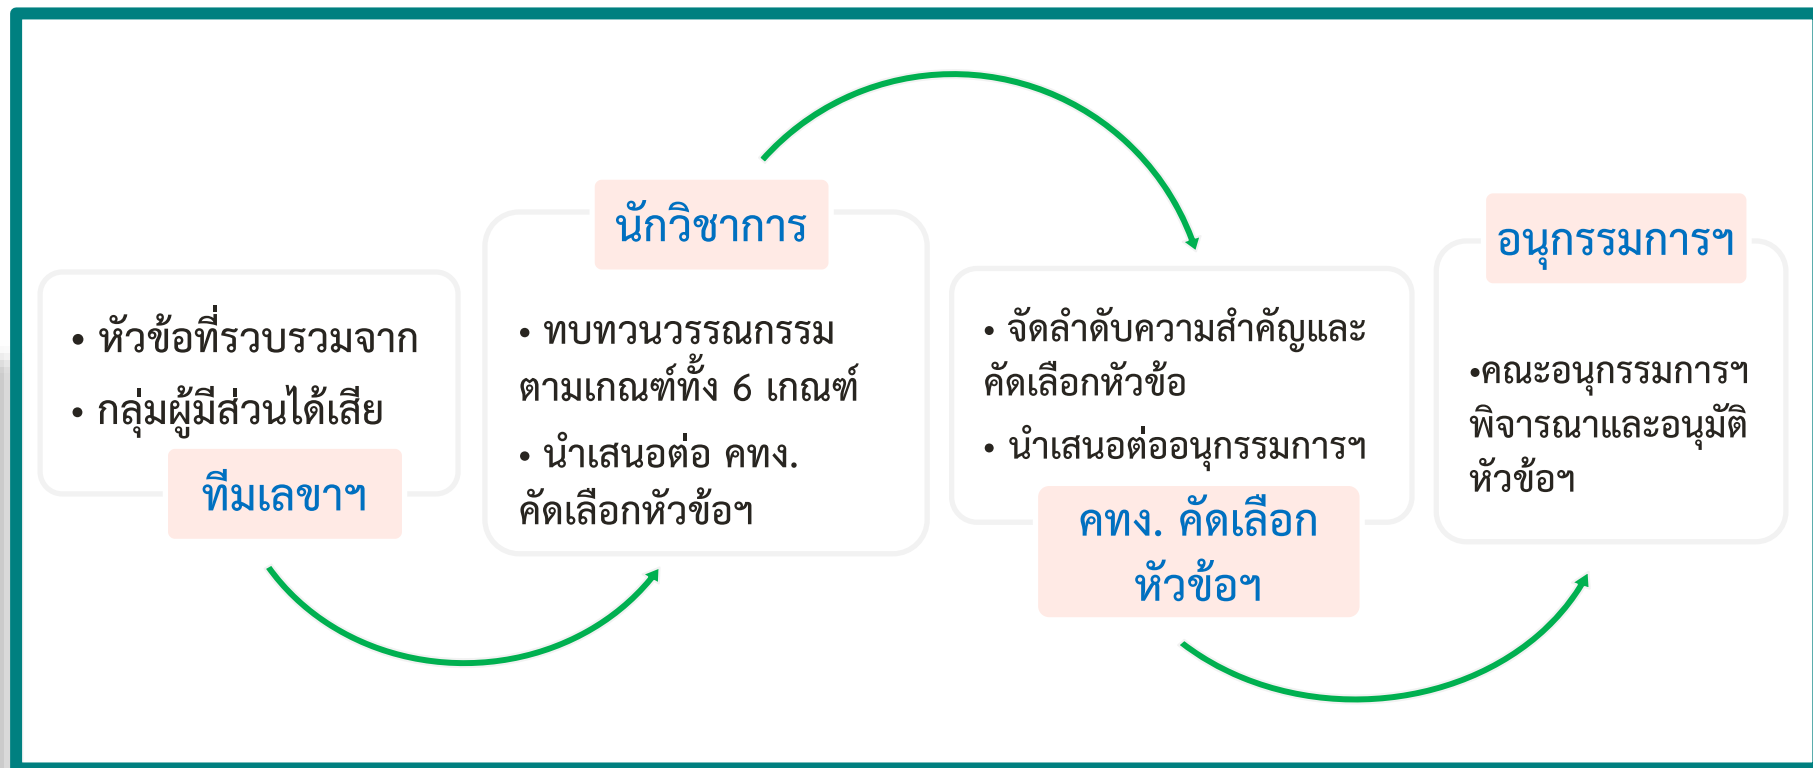 • หัวข้อที่รวบรวมจาก
• กลุ่มผู้มีส่วนได้เสีย
ทีมเลขาฯ
นักวิชาการ
• ทบทวนวรรณกรรม
ตามเกณฑ์ทั้ง 6 เกณฑ์
• นำเสนอต่อ คทง.
คัดเลือกหัวข้อฯ
• จัดลำดับความสำคัญและ
คัดเลือกหัวข้อ
• นำเสนอต่ออนุกรรมการฯ
คทง. คัดเลือก
หัวข้อฯ
อนุกรรมการฯ
•คณะอนุกรรมการฯ
พิจารณาและอนุมัติ
หัวข้อฯ